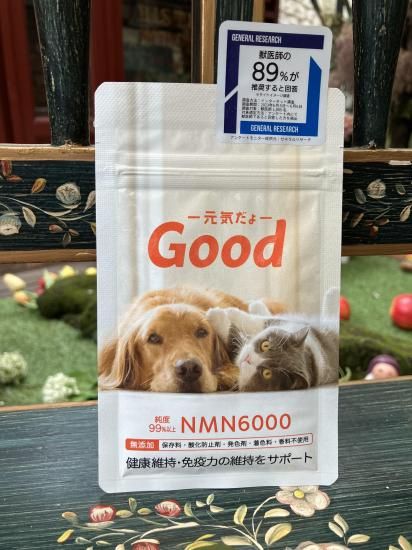 GENERAL RESEARCH
獣医師の
89%が
推奨すると回答
GENERAL RESEARCH
ー元気だよー
Good
純度
99%以上
NMN6000
無添加
保存料・酸化防止剤・発色剤・着色料・香料不使用
健康維持・免疫力の維持をサポート